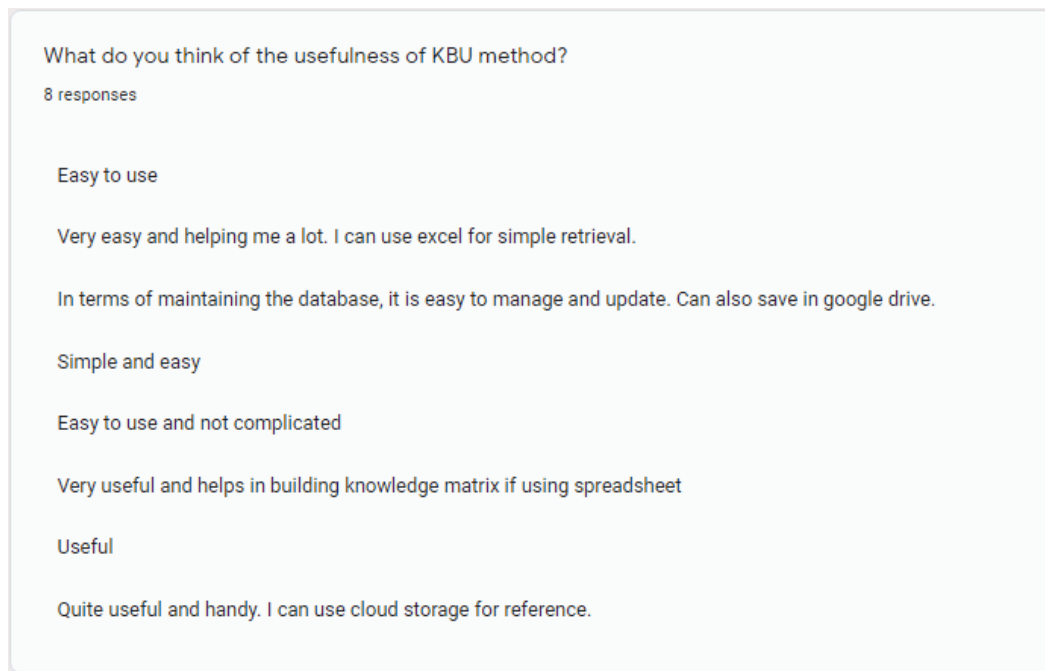 What do you think of the usefulness of KBU method?
8 responses
Easy to use
Very easy and helping me a lot. I can use excel for simple retrieval.
In terms of maintaining the database, it is easy to manage and update. Can also save in google drive.
Simple and easy
Easy to use and not complicated
Very useful and helps in building knowledge matrix if using spreadsheet
Useful
Quite useful and handy. I can use cloud storage for reference.